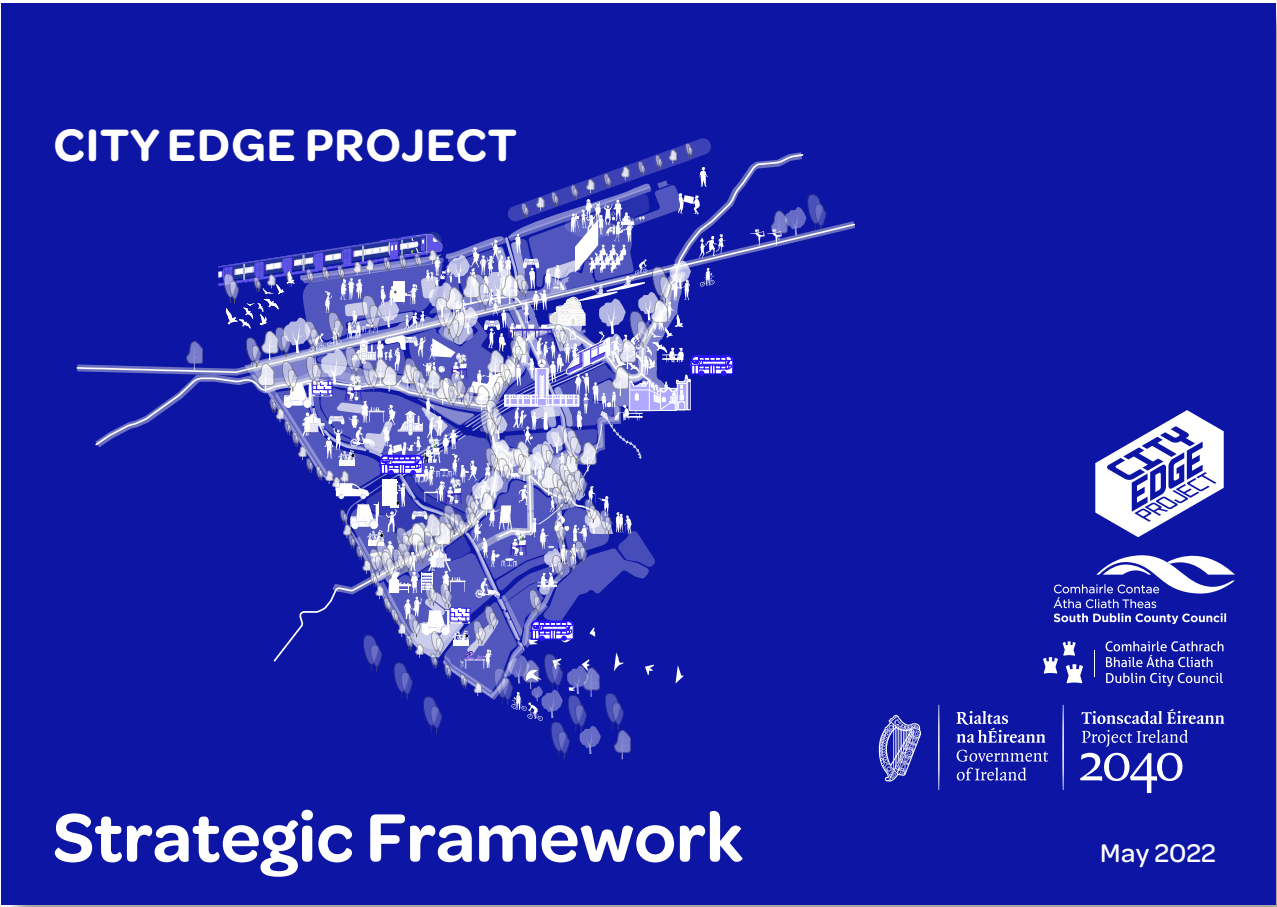 CITY EDGE PROJECT
CITY
EDGE
PROJECT
Comhairle Contae
Átha Cliath Theas
South Dublin County Council
Comhairle Cathrach
Bhaile Átha Cliath
Dublin City Council
Rialtas
na hÉireann
Government
of Ireland
Tionscadal Éireann
Project Ireland
2040
Strategic Framework
May 2022